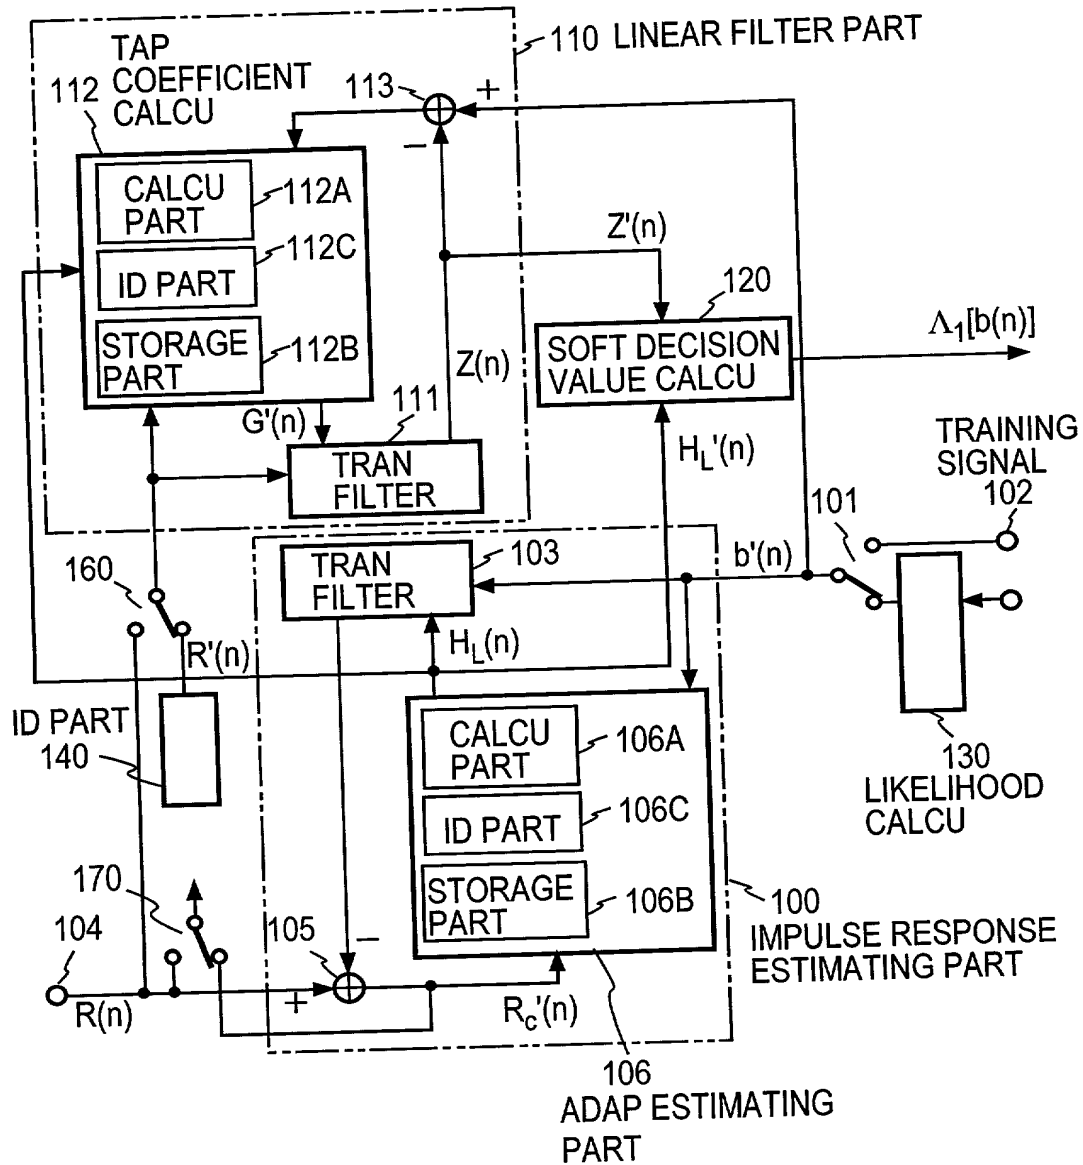 110 LINEAR FILTER PART
TAP
COEFFICIENT
CALCU
112
113
+
−
CALCU
PART
112A
112C
ID PART
STORAGE
PART
112B
Z'(n)
Z(n)
120
SOFT DECISION
VALUE CALCU
Λ1[b(n)]
G'(n)
111
TRAN
FILTER
HL'(n)
TRAINING
SIGNAL
102
101
103
TRAN
FILTER
b'(n)
160
R'(n)
HL(n)
ID PART
140
CALCU
PART
106A
ID PART
106C
STORAGE
PART
106B
130
LIKELIHOOD
CALCU
170
104
105
−
+
R(n)
Rc'(n)
100
IMPULSE RESPONSE
ESTIMATING PART
106
ADAP ESTIMATING
PART